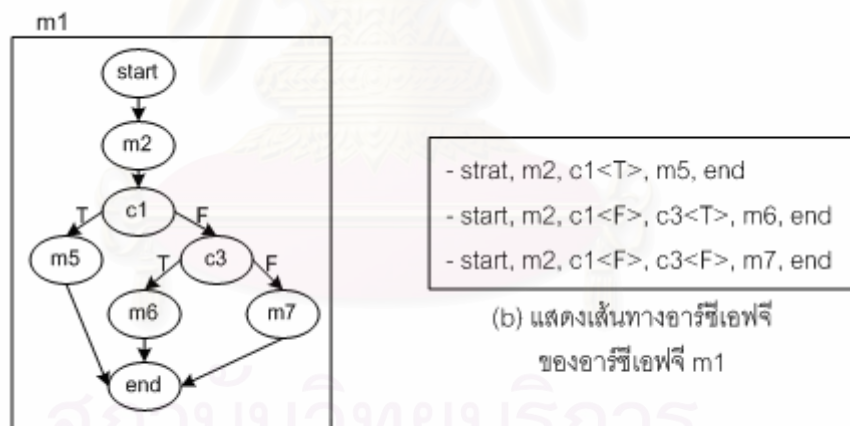 m1
start
m2
c1
T
F
m5
c3
T
F
m6
m7
end
- strat, m2, c1<T>, m5, end
- start, m2, c1<F>, c3<T>, m6, end
- start, m2, c1<F>, c3<F>, m7, end
(b) แสดงเส้นทางอาร์ซีเอฟจี
ของอาร์ซีเอฟจี m1